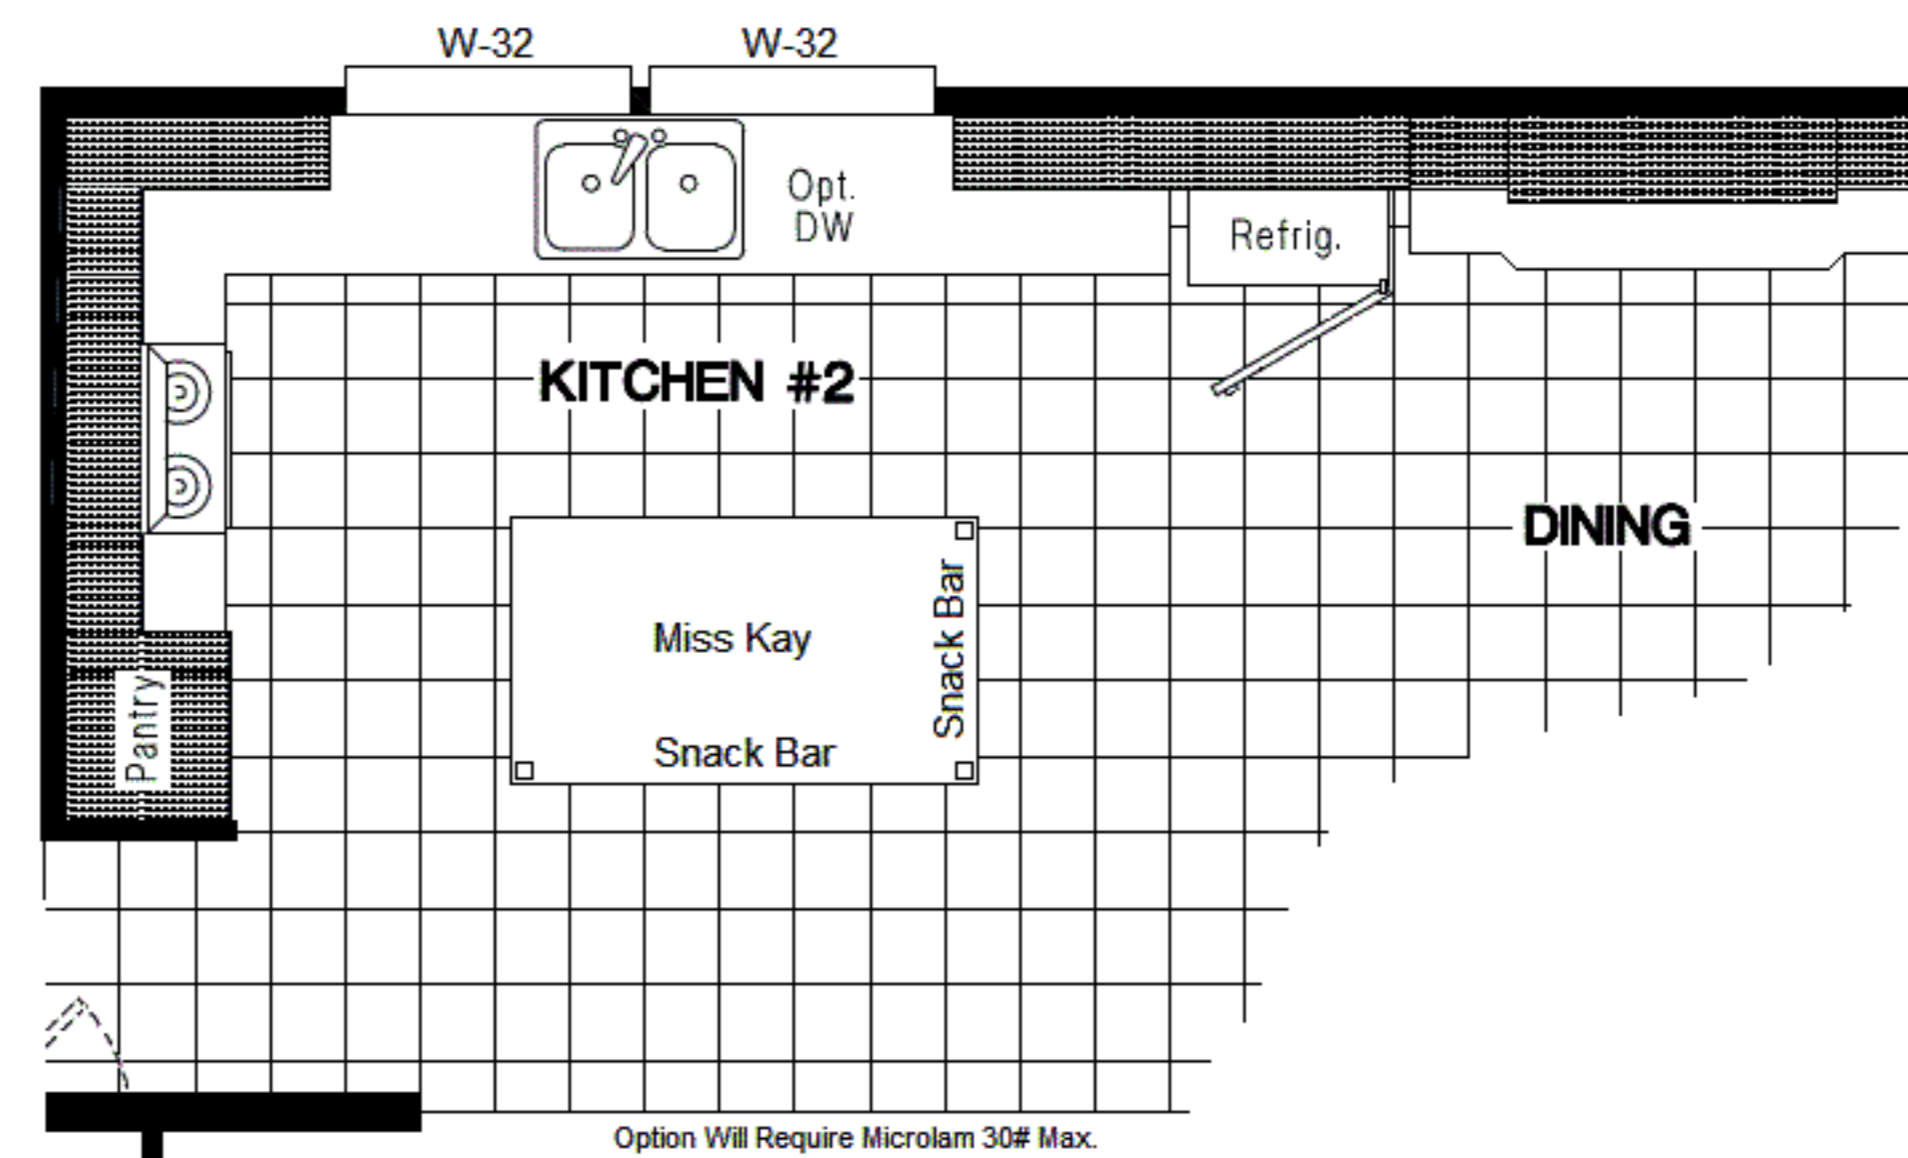 W-32 W-32
Opt.
DW
Refrig.
KITCHEN #2
DINING
Miss Kay
Snack Bar
Snack Bar
Pantry
Option Will Require Microlam 30# Max.